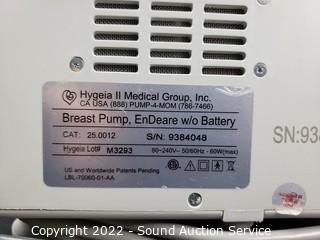 Hygeia II Medical Group, Inc.
CA USA (888) PUMP-4-MOM (786-7466)
Breast Pump, EnDeare w/o Battery
CAT: 25.0012 S/N: 9384048
Hygeia Lot# M3293 80~240V~ 50/60Hz - 60W(max)
US and Worldwide Patents Pending
LBL-70060-01-AA
SN:938
Copyright 2022 - Sound Auction Service